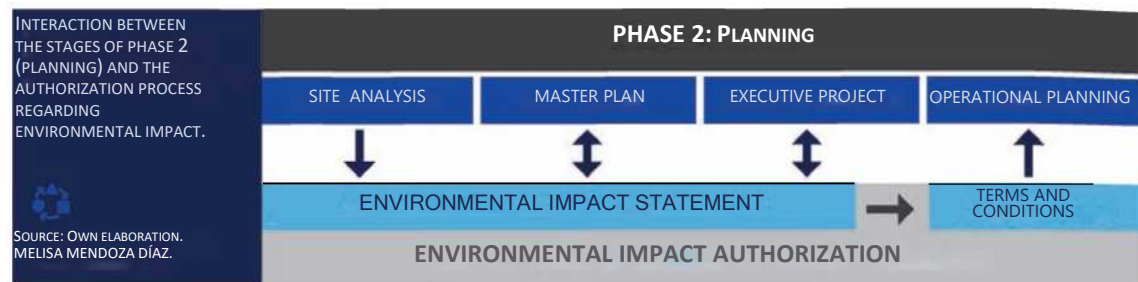 INTERACTION BETWEEN
THE STAGES OF PHASE 2
(PLANNING) AND THE
AUTHORIZATION PROCESS
REGARDING
ENVIRONMENTAL IMPACT.
SOURCE: OWN ELABORATION.
MELISA MENDOZA DÍAZ.
PHASE 2: PLANNING
SITE ANALYSIS
MASTER PLAN
EXECUTIVE PROJECT
OPERATIONAL PLANNING
ENVIRONMENTAL IMPACT STATEMENT
TERMS AND
CONDITIONS
ENVIRONMENTAL IMPACT AUTHORIZATION